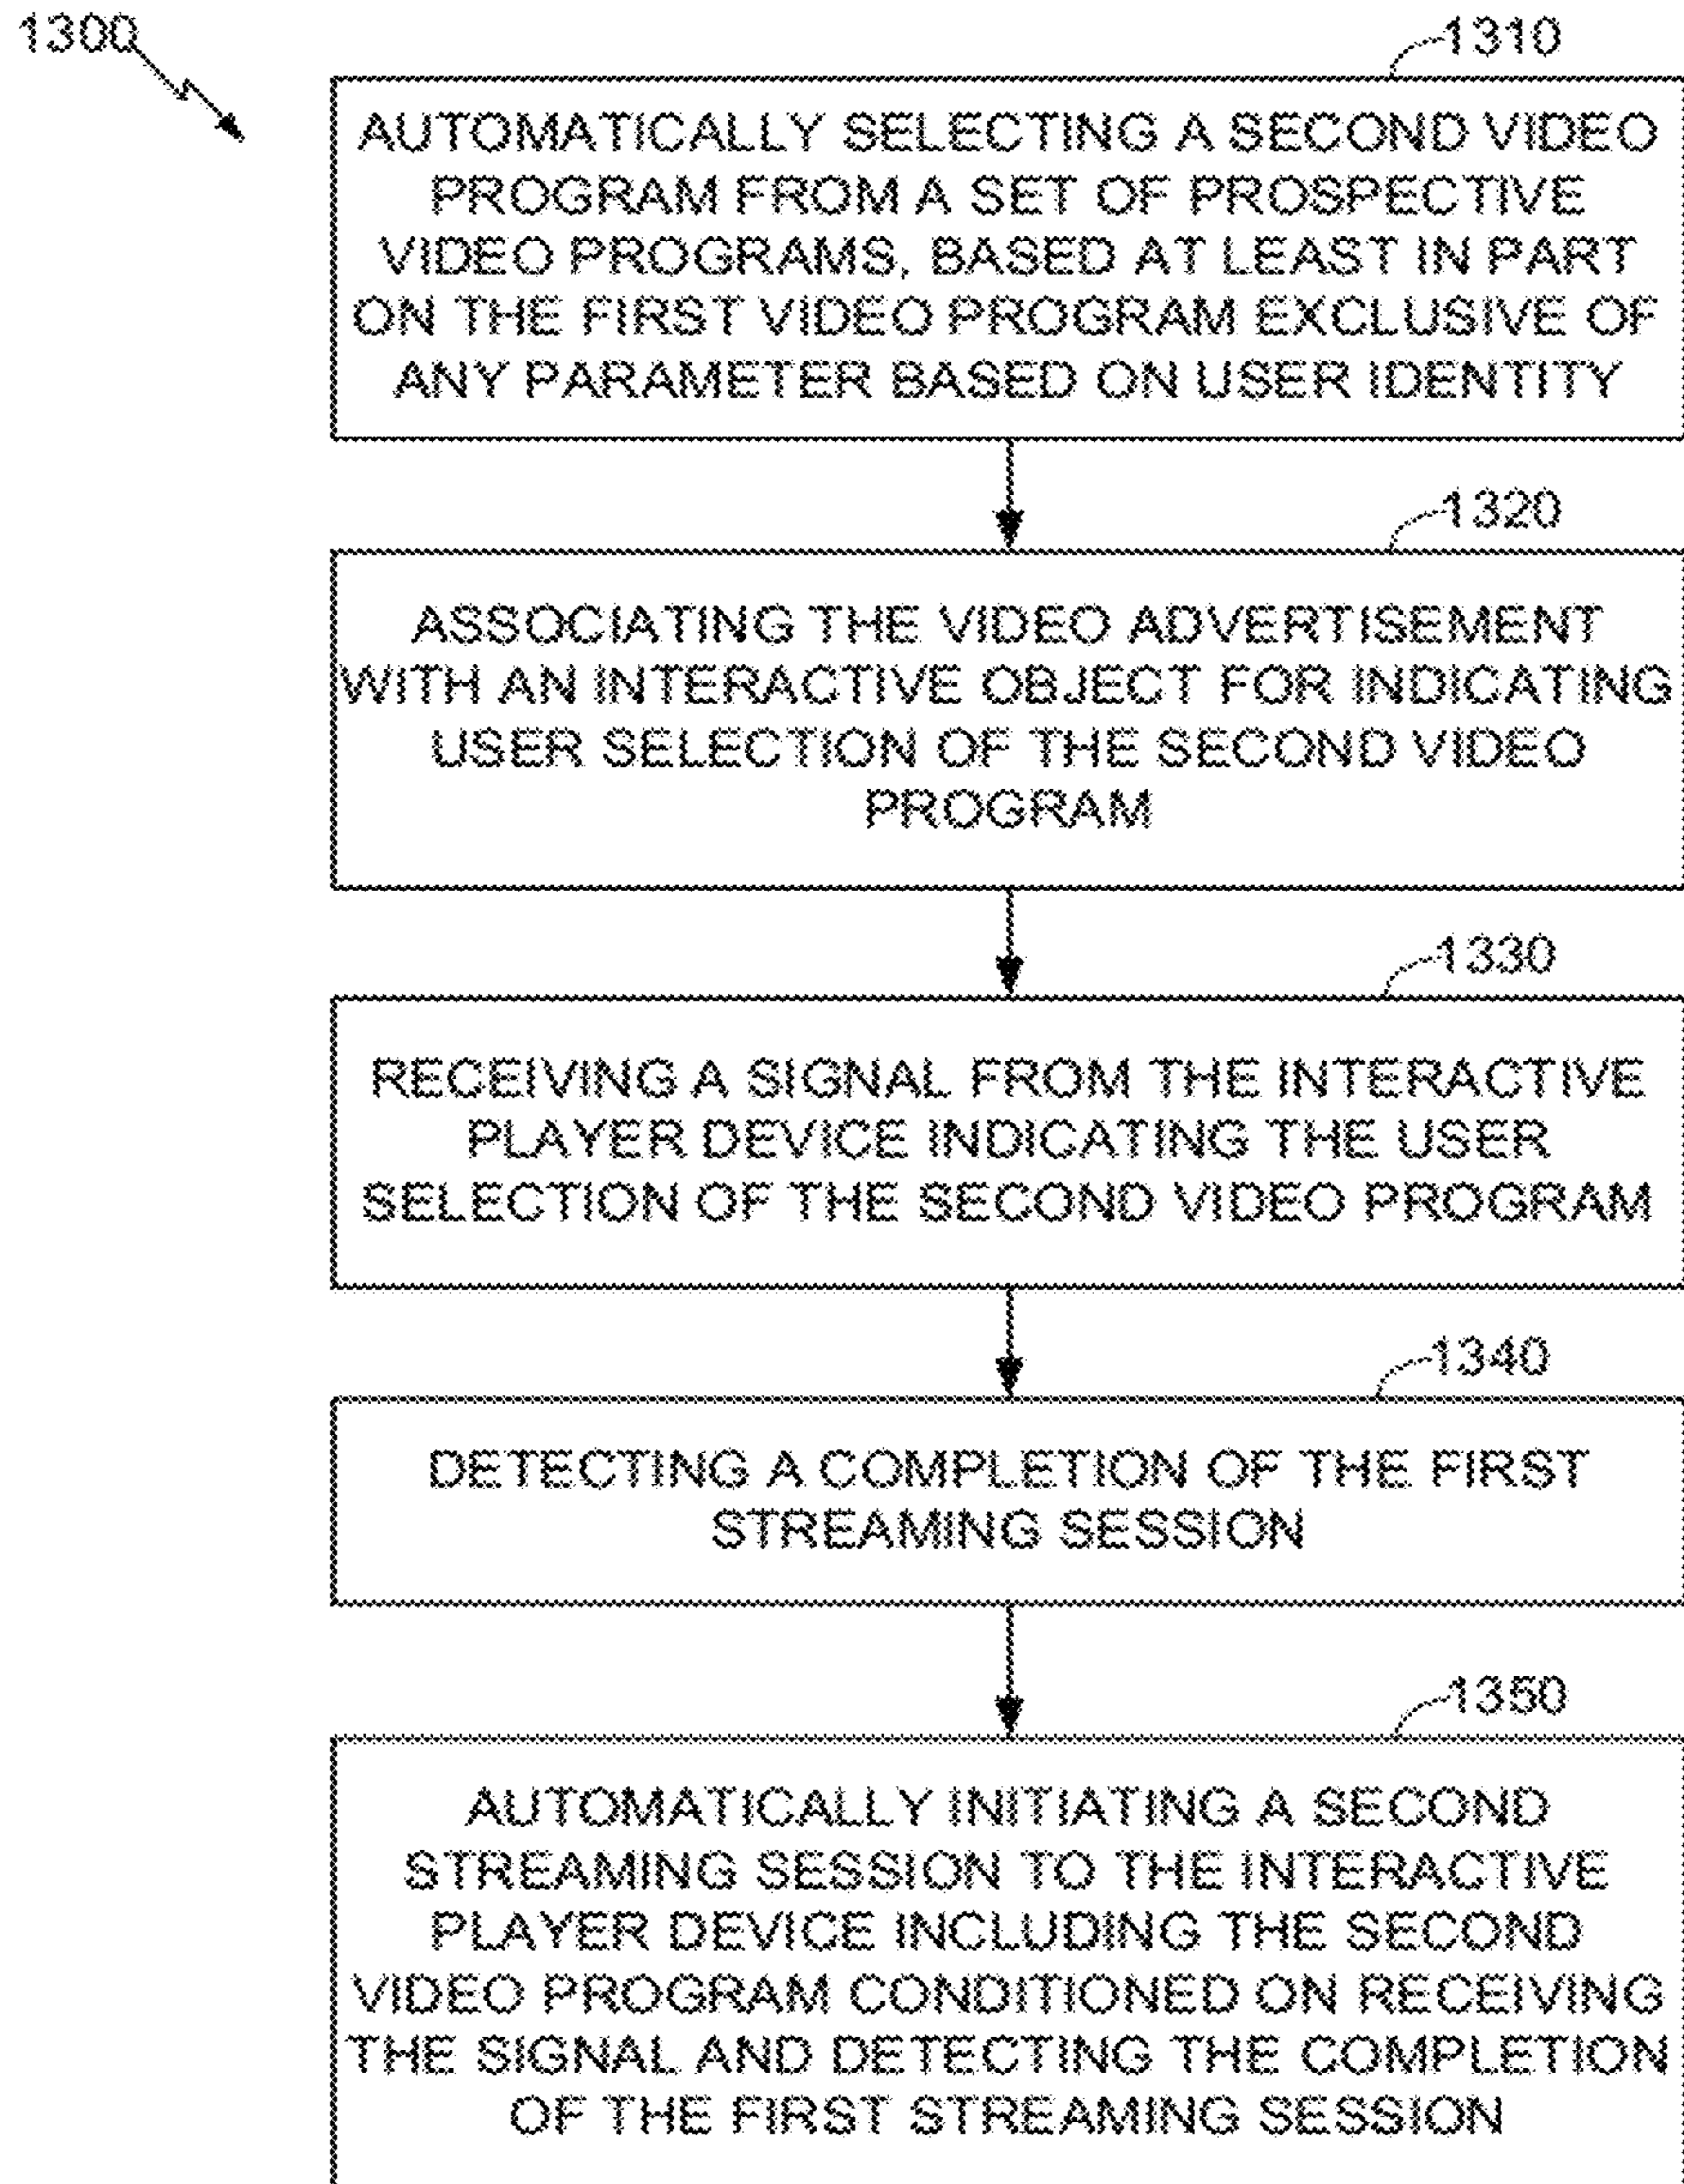 1300
1310
AUTOMATICALLY SELECTING A SECOND VIDEO
PROGRAM FROM A SET OF PROSPECTIVE
VIDEO PROGRAMS, BASED AT LEAST IN PART
ON THE FIRST VIDEO PROGRAM EXCLUSIVE OF
ANY PARAMETER BASED ON USER IDENTITY
1320
ASSOCIATING THE VIDEO ADVERTISEMENT
WITH AN INTERACTIVE OBJECT FOR INDICATING
USER SELECTION OF THE SECOND VIDEO
PROGRAM
1330
RECEIVING A SIGNAL FROM THE INTERACTIVE
PLAYER DEVICE INDICATING THE USER
SELECTION OF THE SECOND VIDEO PROGRAM
1340
DETECTING A COMPLETION OF THE FIRST
STREAMING SESSION
1350
AUTOMATICALLY INITIATING A SECOND
STREAMING SESSION TO THE INTERACTIVE
PLAYER DEVICE INCLUDING THE SECOND
VIDEO PROGRAM CONDITIONED ON RECEIVING
THE SIGNAL AND DETECTING THE COMPLETION
OF THE FIRST STREAMING SESSION